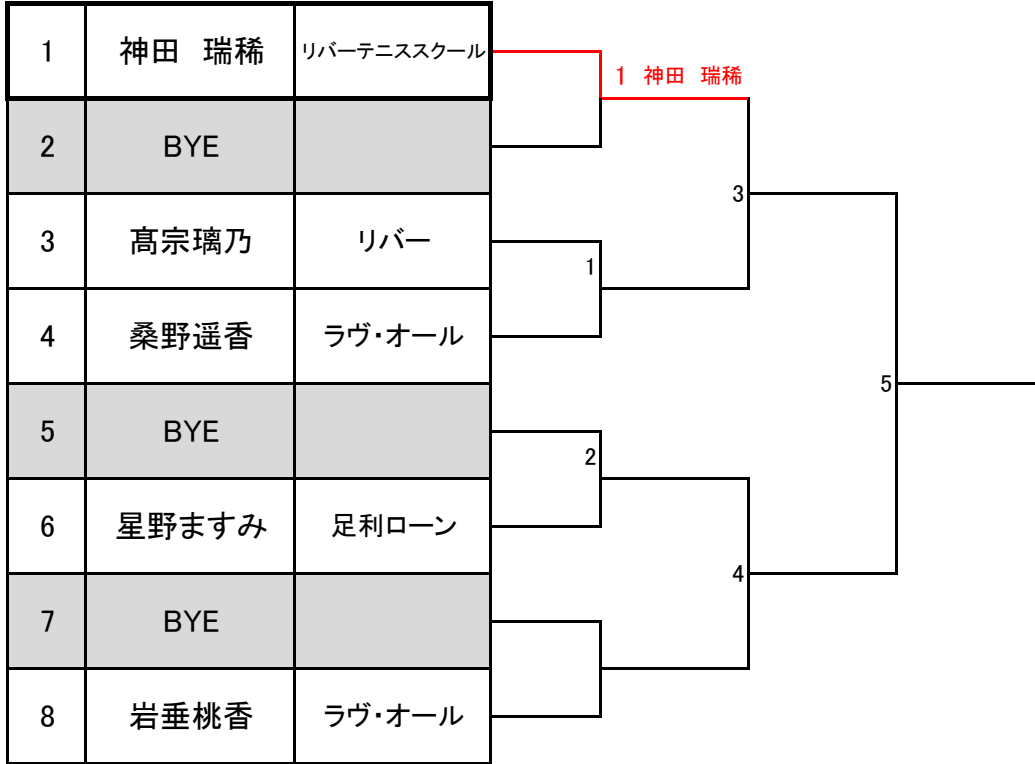 1 神田 瑞稀 リバーテニススクール
1 神田 瑞稀
2 BYE
3
3 髙宗璃乃 リバー
1
4 桑野遥香 ラヴ・オール
5
5 BYE
2
6 星野ますみ 足利ローン
4
7 BYE
8 岩垂桃香 ラヴ・オール